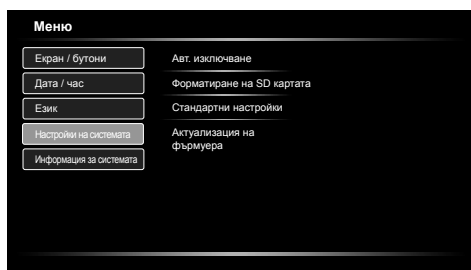 Меню
Екран / бутони
Дата / час
Език
Настройки на системата
Информация за системата
Авт. изключване
Форматиране на SD картата
Стандартни настройки
Актуализация на
фърмуера